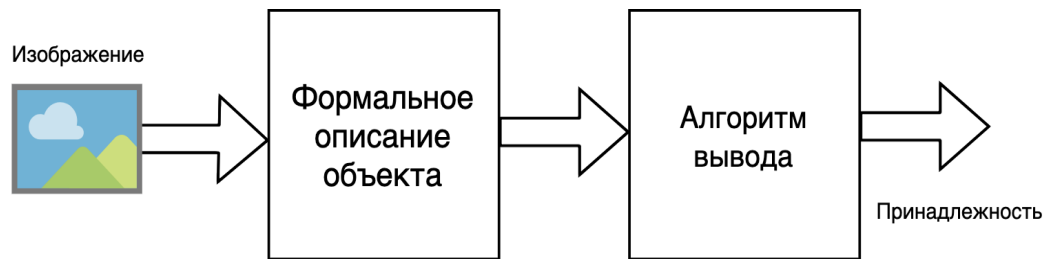 Изображение
Формальное
описание
объекта
Алгоритм
вывода
Принадлежность